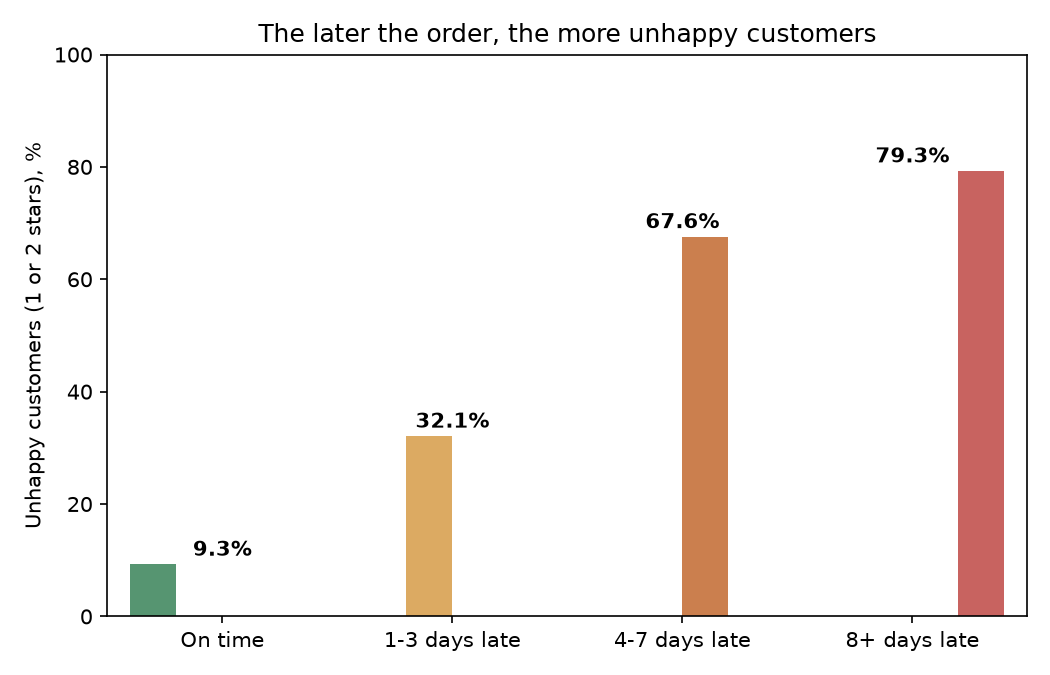 The later the order, the more unhappy customers
Unhappy customers (1 or 2 stars), %
100
80
60
40
20
0
9.3%
32.1%
67.6%
79.3%
On time
1-3 days late
4-7 days late
8+ days late